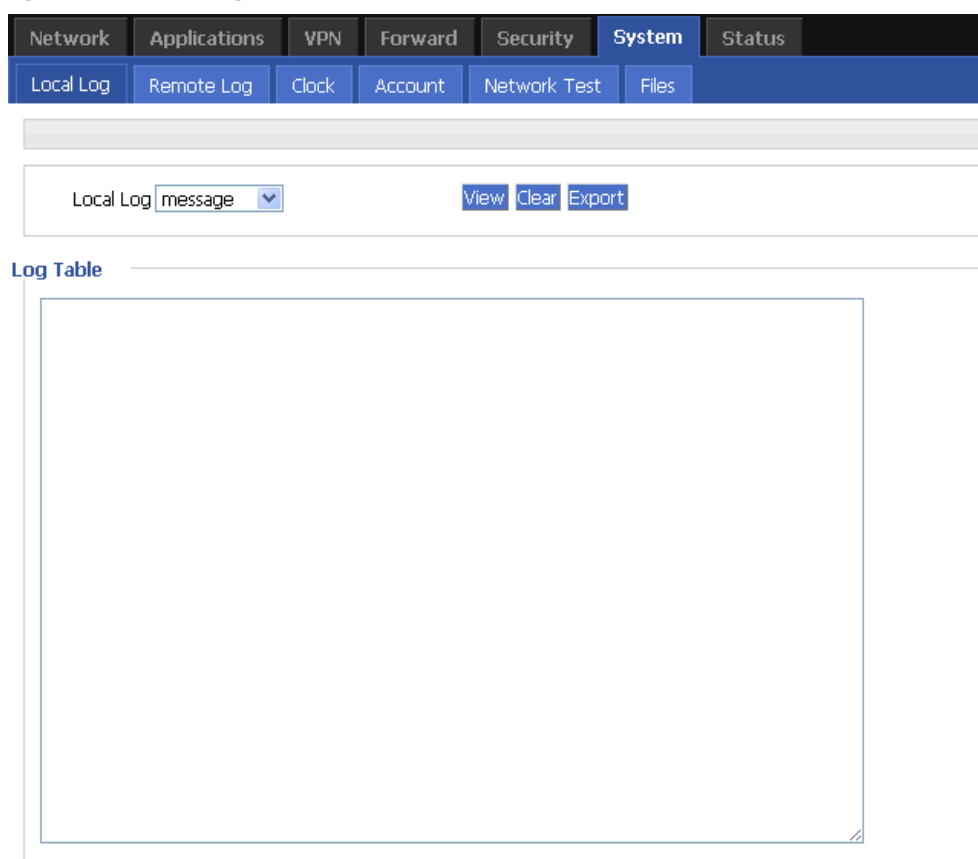 Network Applications VPN Forward Security System Status
Local Log Remote Log Clock Account Network Test Files
Local Log message View Clear Export
Log Table